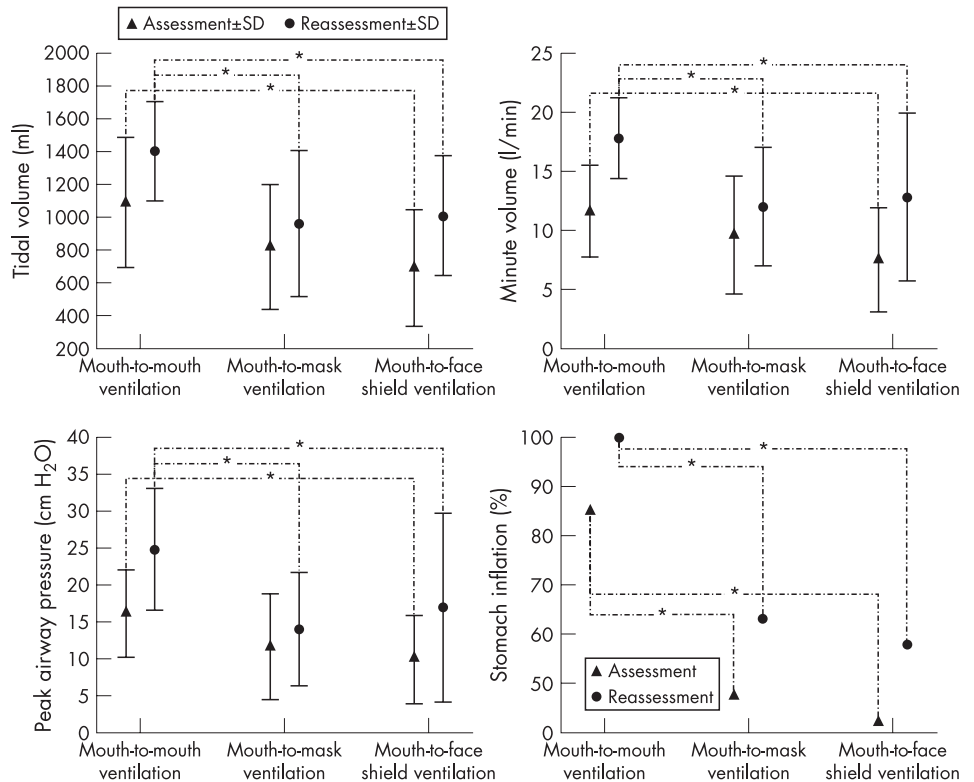 ▲ Assessment±SD ● Reassessment±SD
Tidal volume (ml)
2000
1800
1600
1400
1200
1000
800
600
400
200
*
*
*
Mouth-to-mouth
ventilation
Mouth-to-mask
ventilation
Mouth-to-face
shield ventilation
Minute volume (l/min)
25
20
15
10
5
0
*
*
*
Mouth-to-mouth
ventilation
Mouth-to-mask
ventilation
Mouth-to-face
shield ventilation
Peak airway pressure (cm H₂O)
40
35
30
25
20
15
10
5
0
*
*
*
Mouth-to-mouth
ventilation
Mouth-to-mask
ventilation
Mouth-to-face
shield ventilation
Stomach inflation (%)
100
90
80
70
60
50
0
*
*
*
*
▲ Assessment
● Reassessment
Mouth-to-mouth
ventilation
Mouth-to-mask
ventilation
Mouth-to-face
shield ventilation